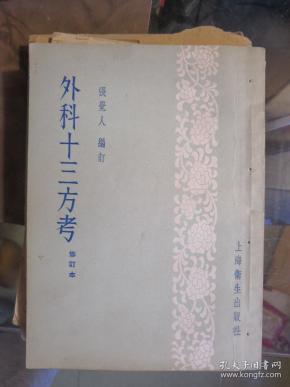 外科十三方考
修訂本
張覺人 編訂
上海衛生出版社
孔夫子旧书网